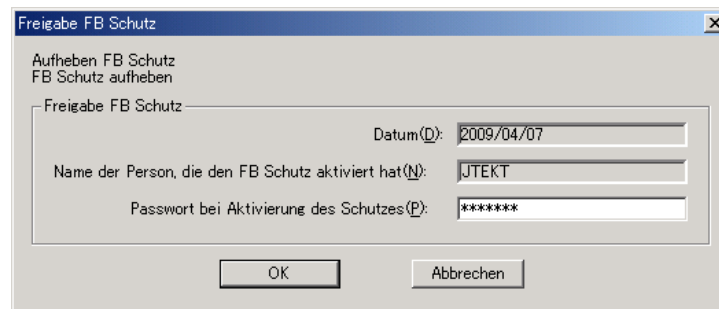 Freigabe FB Schutz
Aufheben FB Schutz
FB Schutz aufheben
Freigabe FB Schutz
Datum(D): 2009/04/07
Name der Person, die den FB Schutz aktiviert hat(N): JTEKT
Passwort bei Aktivierung des Schutzes(P): *******
OK Abbrechen